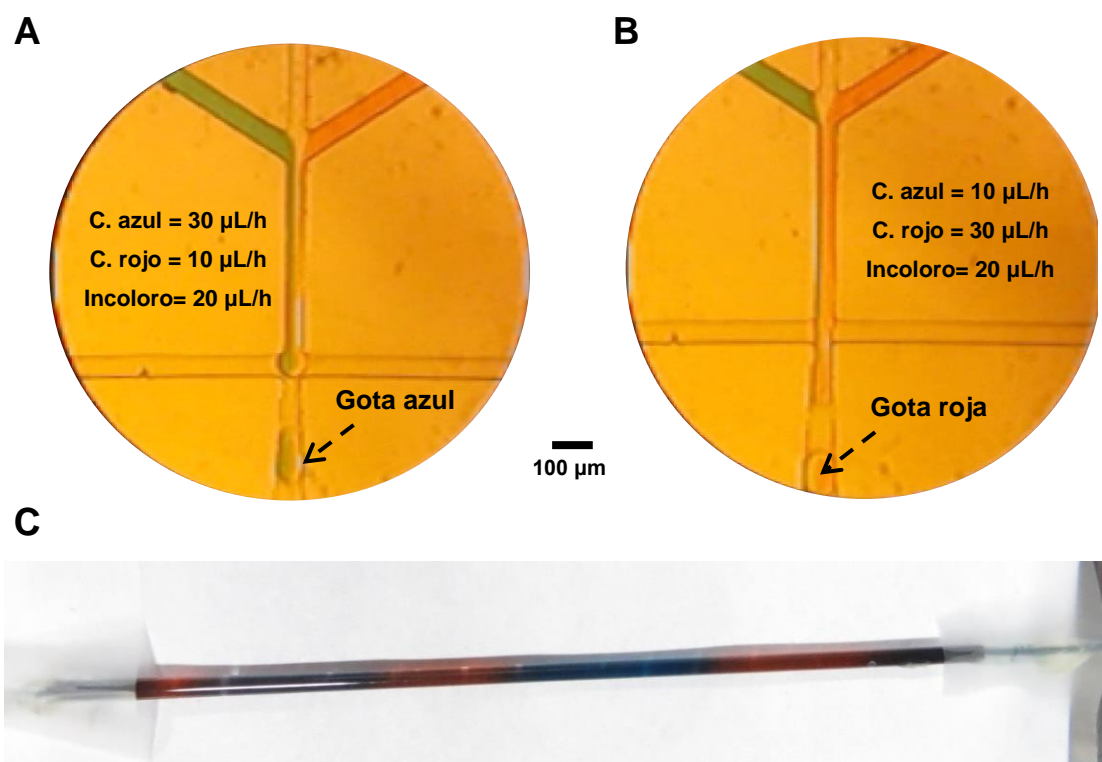 A
B
C. azul = 30 µL/h
C. rojo = 10 µL/h
Incoloro= 20 µL/h
C. azul = 10 µL/h
C. rojo = 30 µL/h
Incoloro= 20 µL/h
Gota azul
Gota roja
100 µm
C